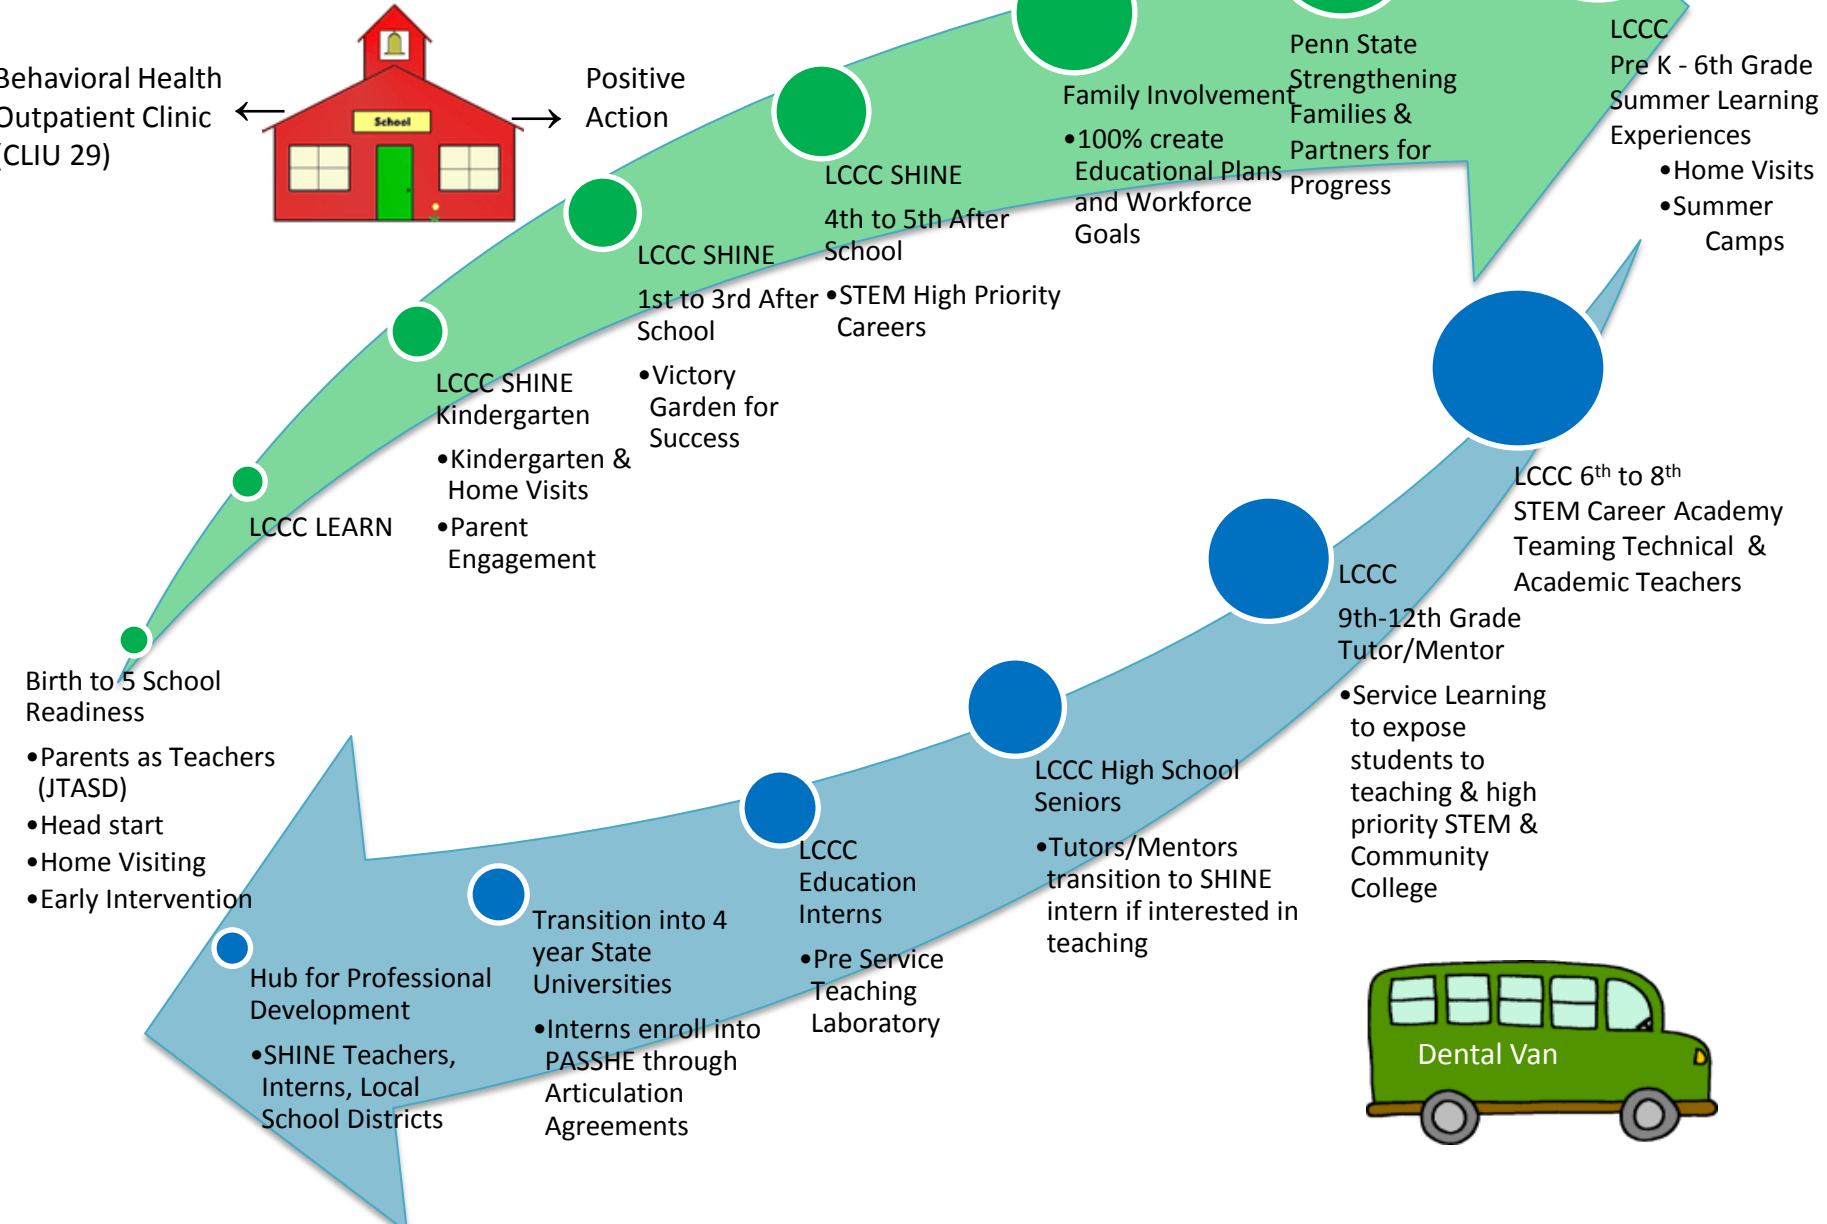 Behavioral Health
Outpatient Clinic
(CLIU 29)
School
Positive
Action
Birth to 5 School
Readiness
•Parents as Teachers
(JTASD)
•Head start
•Home Visiting
•Early Intervention
LCCC LEARN
LCCC SHINE
Kindergarten
•Kindergarten &
Home Visits
•Parent
Engagement
LCCC SHINE
1st to 3rd After
School
•Victory
Garden for
Success
LCCC SHINE
4th to 5th After
School
•STEM High Priority
Careers
Family Involvement
•100% create
Educational Plans
and Workforce
Goals
Penn State
Strengthening
Families &
Partners for
Progress
LCCC
Pre K - 6th Grade
Summer Learning
Experiences
•Home Visits
•Summer
Camps
LCCC 6th to 8th
STEM Career Academy
Teaming Technical &
Academic Teachers
LCCC
9th-12th Grade
Tutor/Mentor
•Service Learning
to expose
students to
teaching & high
priority STEM &
Community
College
LCCC High School
Seniors
•Tutors/Mentors
transition to SHINE
intern if interested in
teaching
LCCC
Education
Interns
•Pre Service
Teaching
Laboratory
Transition into 4
year State
Universities
•Interns enroll into
PASSHE through
Articulation
Agreements
Hub for Professional
Development
•SHINE Teachers,
Interns, Local
School Districts
Dental Van